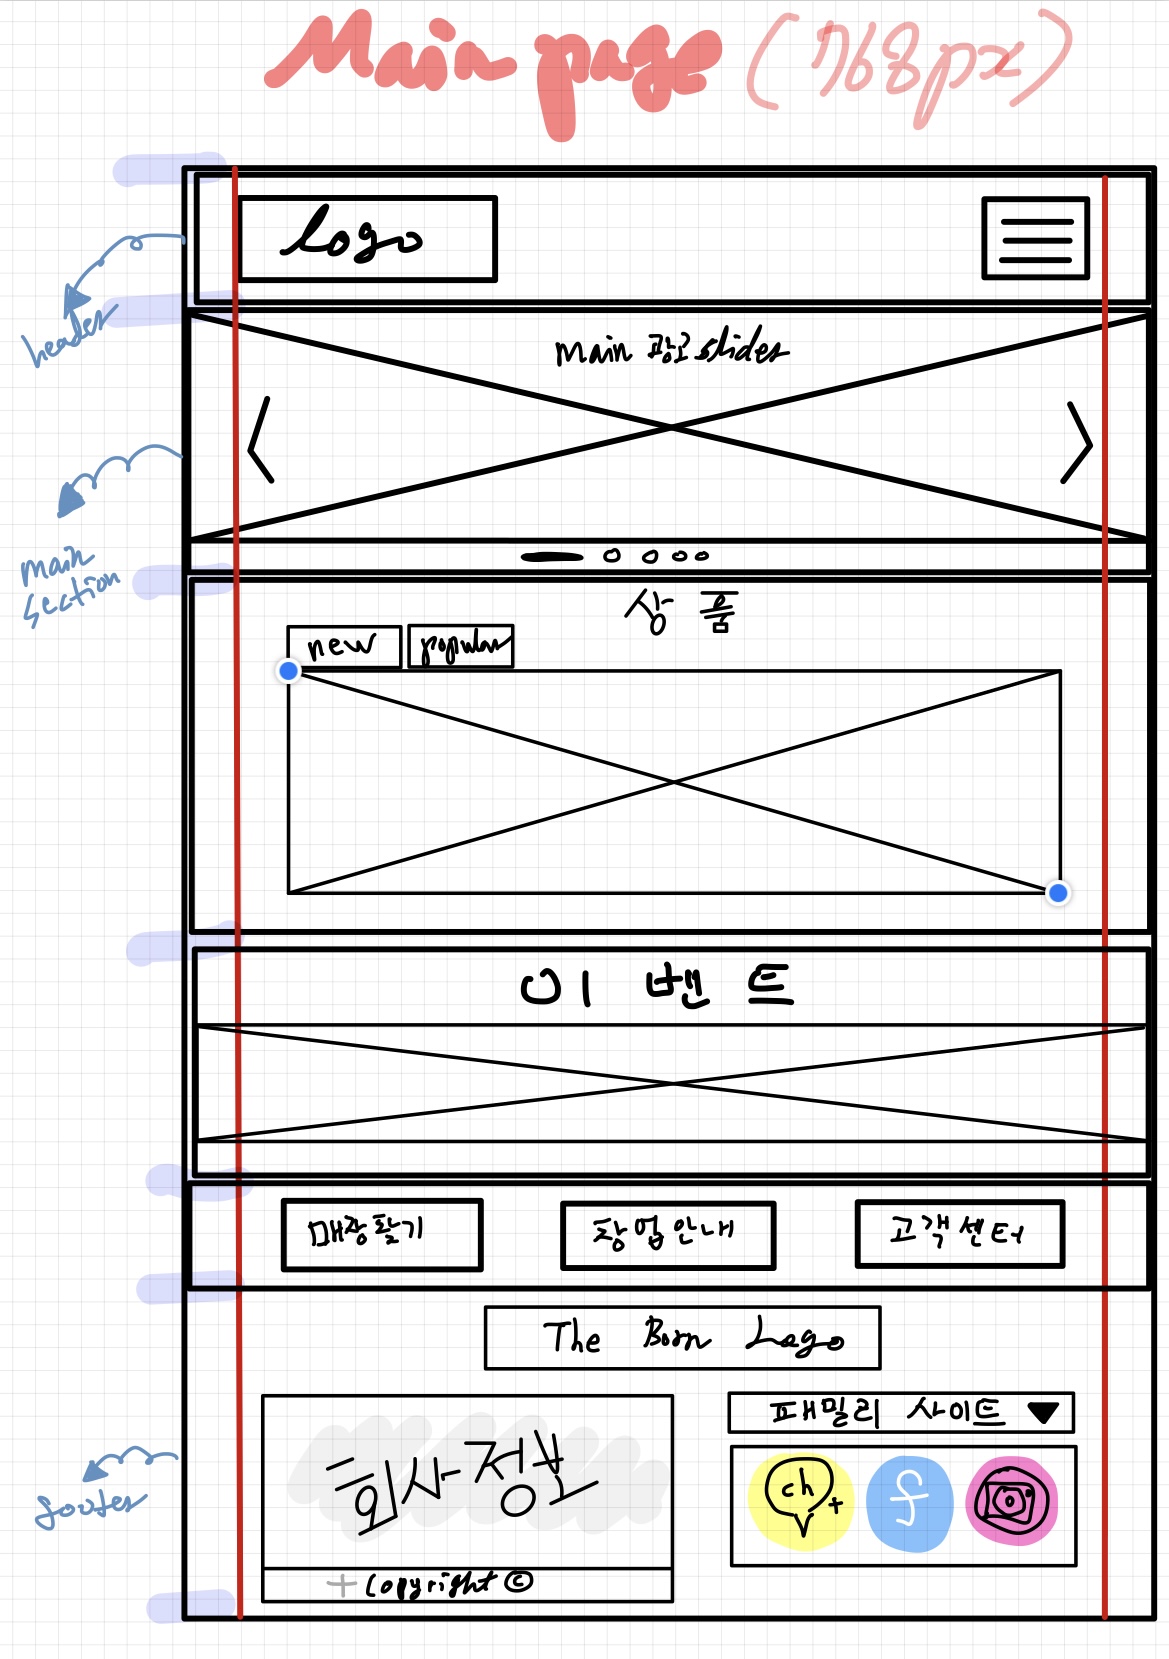 Main page (768px)
logo
header
main 광고 slider
main
section
상품
new
popular
이벤트
매장찾기
창업안내
고객센터
The Born Logo
패밀리 사이트
회사정보
ch+
f
footer
+ Copyright ©